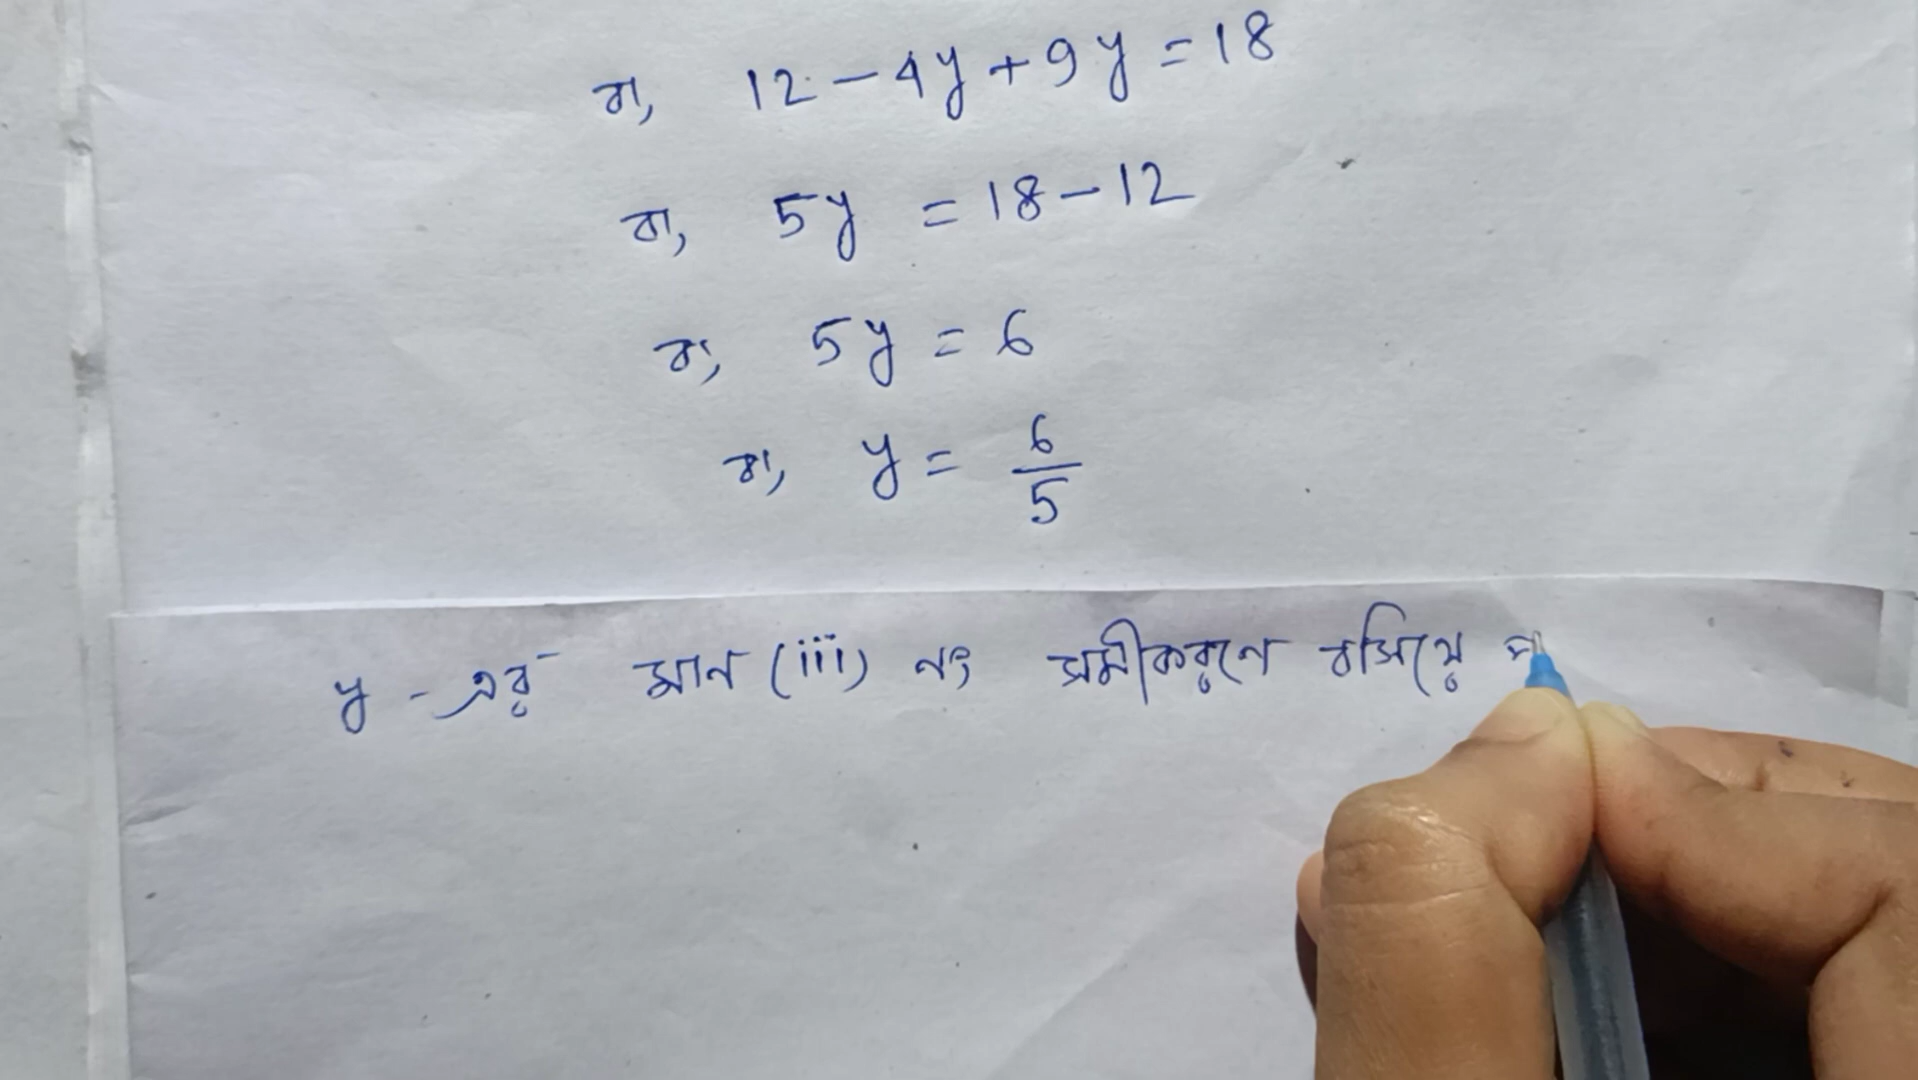 বা, 12 - 4y + 9y = 18
বা, 5y = 18 - 12
বা, 5y = 6
বা, y = 6/5
y - এর মান (iii) নং সমীকরণে বসিয়ে